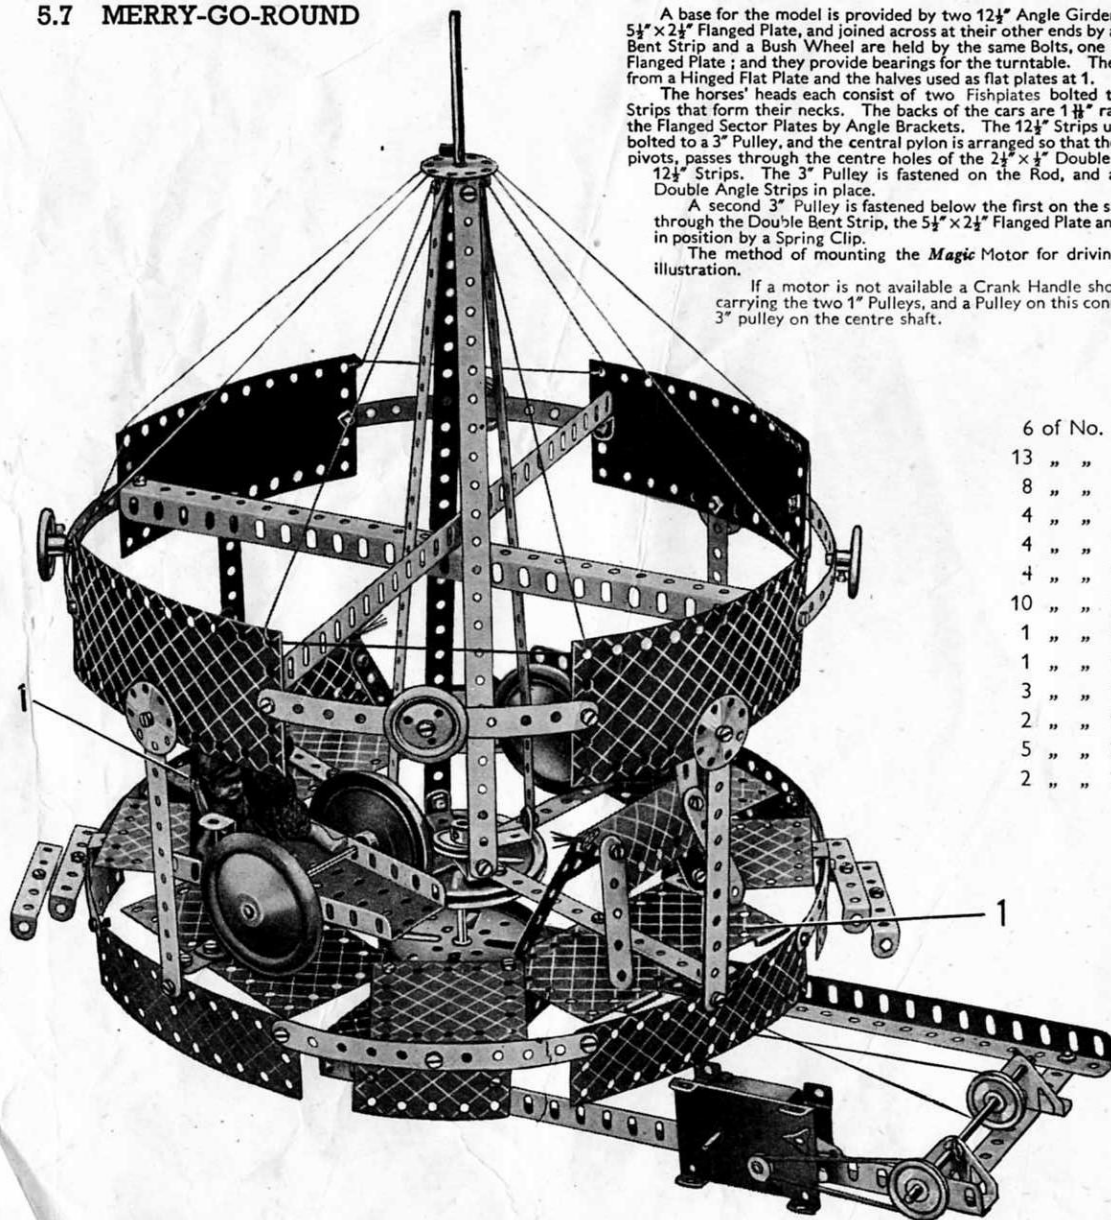 5.7 MERRY-GO-ROUND
A base for the model is provided by two 12½″ Angle Girder
5½″×2½″ Flanged Plate, and joined across at their other ends by a
Bent Strip and a Bush Wheel are held by the same Bolts, one
Flanged Plate ; and they provide bearings for the turntable. The
from a Hinged Flat Plate and the halves used as flat plates at 1.
The horses' heads each consist of two Fishplates bolted t
Strips that form their necks. The backs of the cars are 1 11/16″ ra
the Flanged Sector Plates by Angle Brackets. The 12½″ Strips u
bolted to a 3″ Pulley, and the central pylon is arranged so that the
pivots, passes through the centre holes of the 2½″×½″ Double
12½″ Strips. The 3″ Pulley is fastened on the Rod, and a
Double Angle Strips in place.
A second 3″ Pulley is fastened below the first on the s
through the Double Bent Strip, the 5½″×2½″ Flanged Plate an
in position by a Spring Clip.
The method of mounting the Magic Motor for drivin
illustration.
If a motor is not available a Crank Handle sho
carrying the two 1″ Pulleys, and a Pulley on this con
3″ pulley on the centre shaft.
6 of No.
13 „ „
8 „ „
4 „ „
4 „ „
4 „ „
10 „ „
1 „ „
1 „ „
3 „ „
2 „ „
5 „ „
2 „ „
1
1